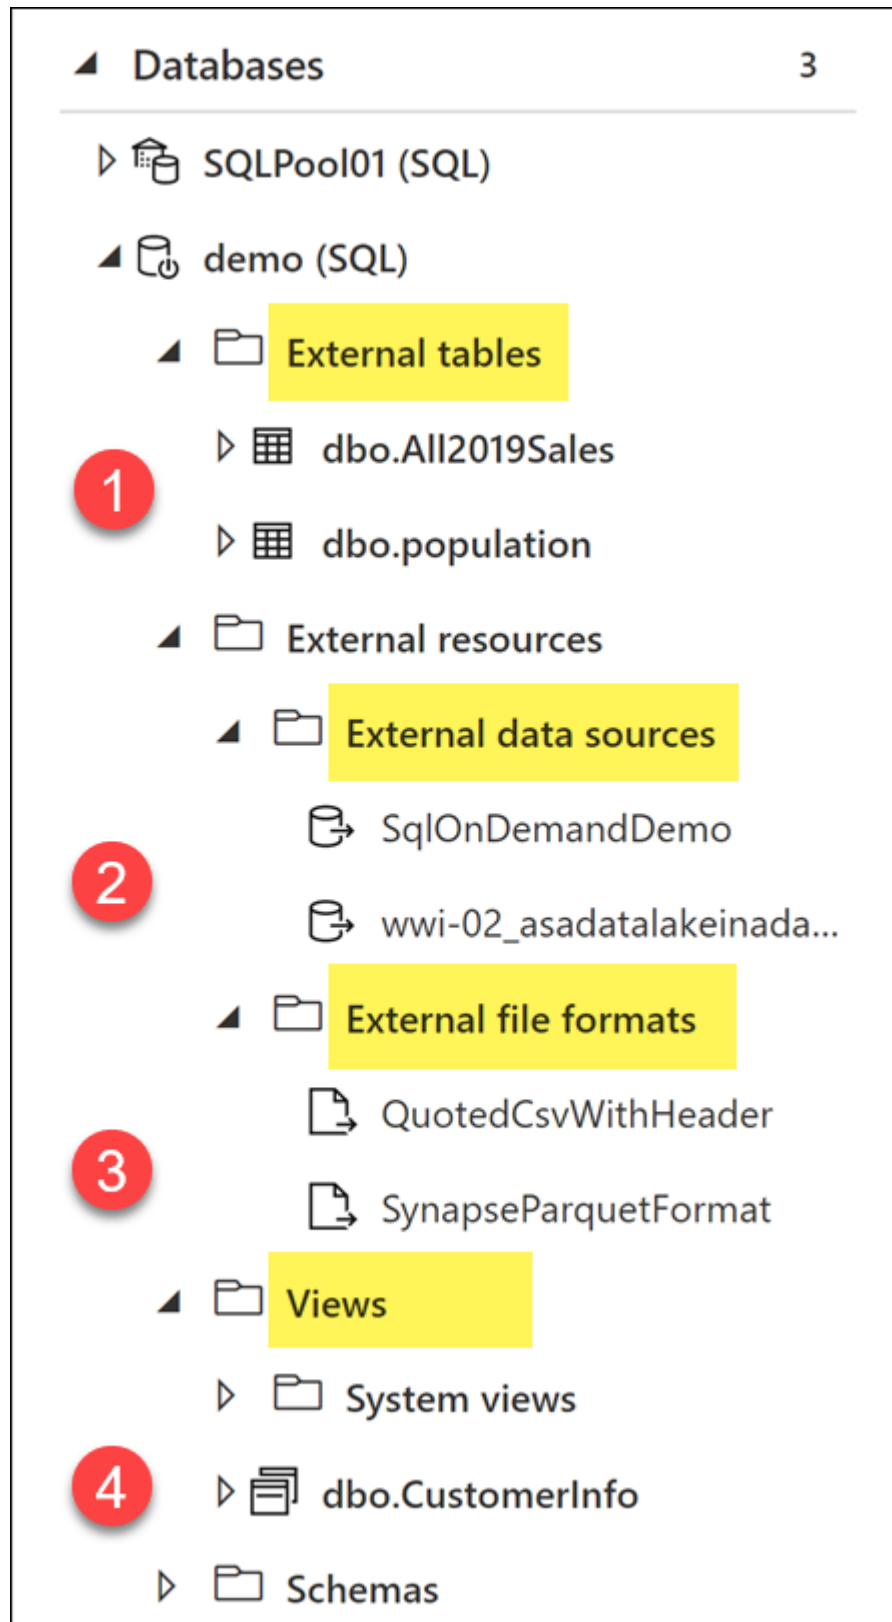 Databases 3
SQLPool01 (SQL)
demo (SQL)
External tables
dbo.All2019Sales
1
dbo.population
External resources
External data sources
SqlOnDemandDemo
2
wwi-02_asadatalakeinada...
External file formats
QuotedCsvWithHeader
3
SynapseParquetFormat
Views
System views
4 dbo.CustomerInfo
Schemas